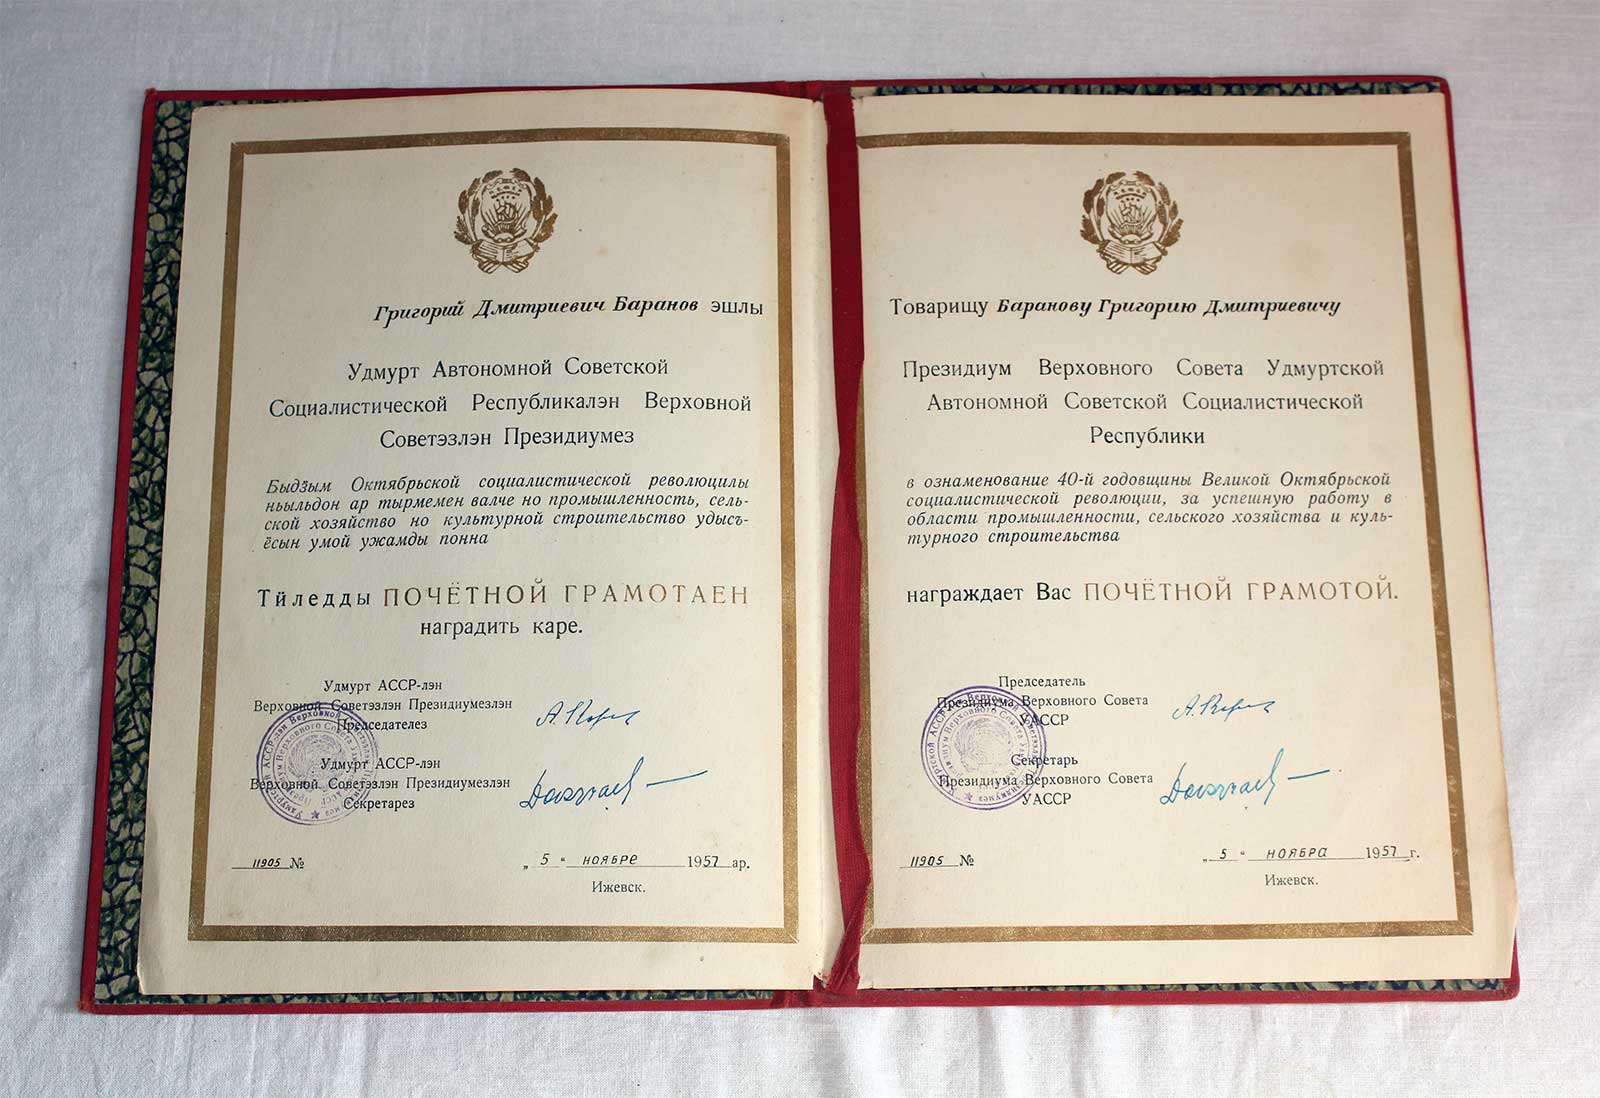 Григорий Дмитриевич Баранов эшлы
Удмурт Автономной Советской
Социалистической Республикалэн Верховной
Советэзлэн Президиумез
Быдӟым Октябрьской социалистической революцилы
ньыльдон ар тырмемен валче но промышленность, сель-
ской хозяйство но культурной строительство удысъ-
ёсын умой ужамды понна
Тӥледды ПОЧЁТНОЙ ГРАМОТАЕН
наградить каре.
Удмурт АССР-лэн
Верховной Советэзлэн Президиумезлэн
Председателез
Удмурт АССР-лэн
Верховной Советэзлэн Президиумезлэн
Секретарез
11905 №
„5“ ноябре 1957 ар.
Ижевск.
Товарищу Баранову Григорию Дмитриевичу
Президиум Верховного Совета Удмуртской
Автономной Советской Социалистической
Республики
в ознаменование 40-й годовщины Великой Октябрьской
социалистической революции, за успешную работу в
области промышленности, сельского хозяйства и куль-
турного строительства
награждает Вас ПОЧЁТНОЙ ГРАМОТОЙ.
Председатель
Президиума Верховного Совета
УАССР
Секретарь
Президиума Верховного Совета
УАССР
11905 №
„5“ ноября 1957 г.
Ижевск.